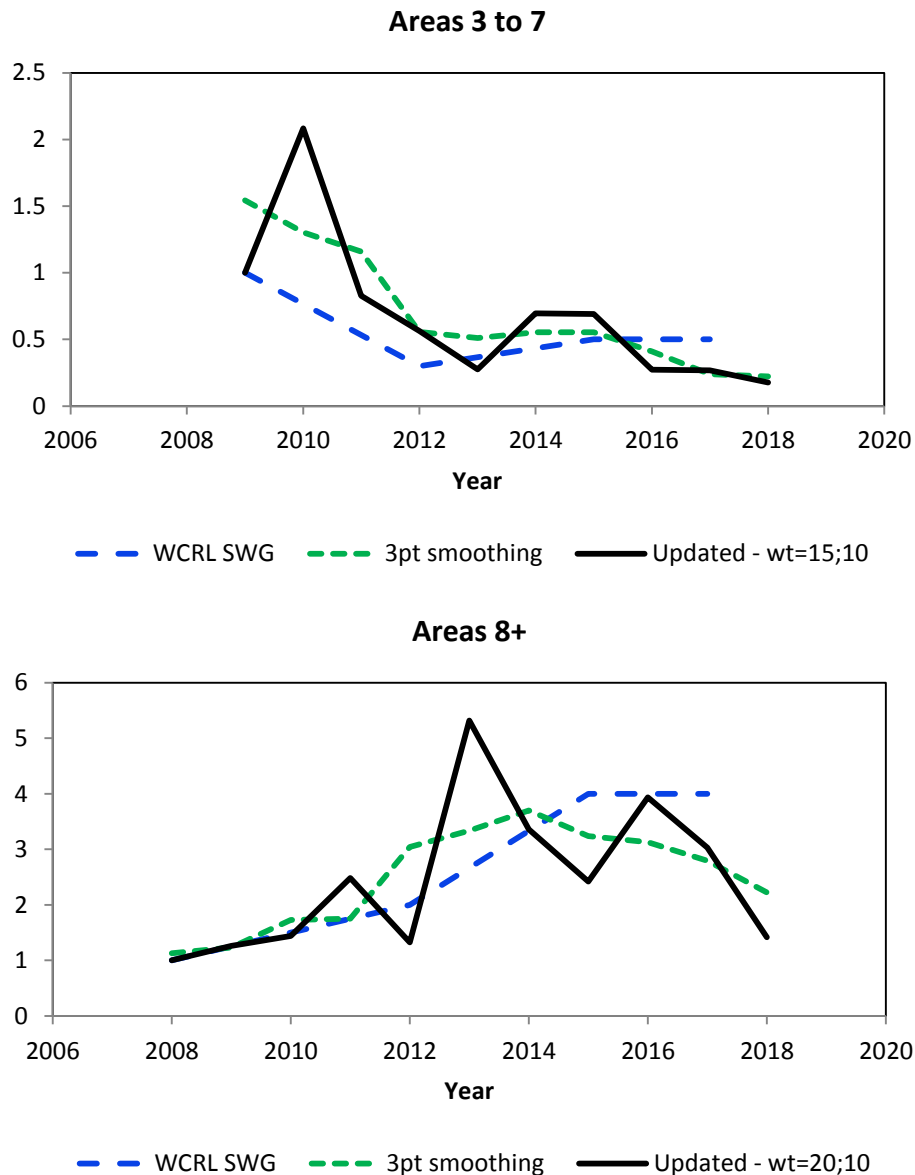 Areas 3 to 7
2.5
2
1.5
1
0.5
0
2006 2008 2010 2012 2014 2016 2018 2020
Year
WCRL SWG 3pt smoothing Updated - wt=15;10
Areas 8+
6
5
4
3
2
1
0
2006 2008 2010 2012 2014 2016 2018 2020
Year
WCRL SWG 3pt smoothing Updated - wt=20;10